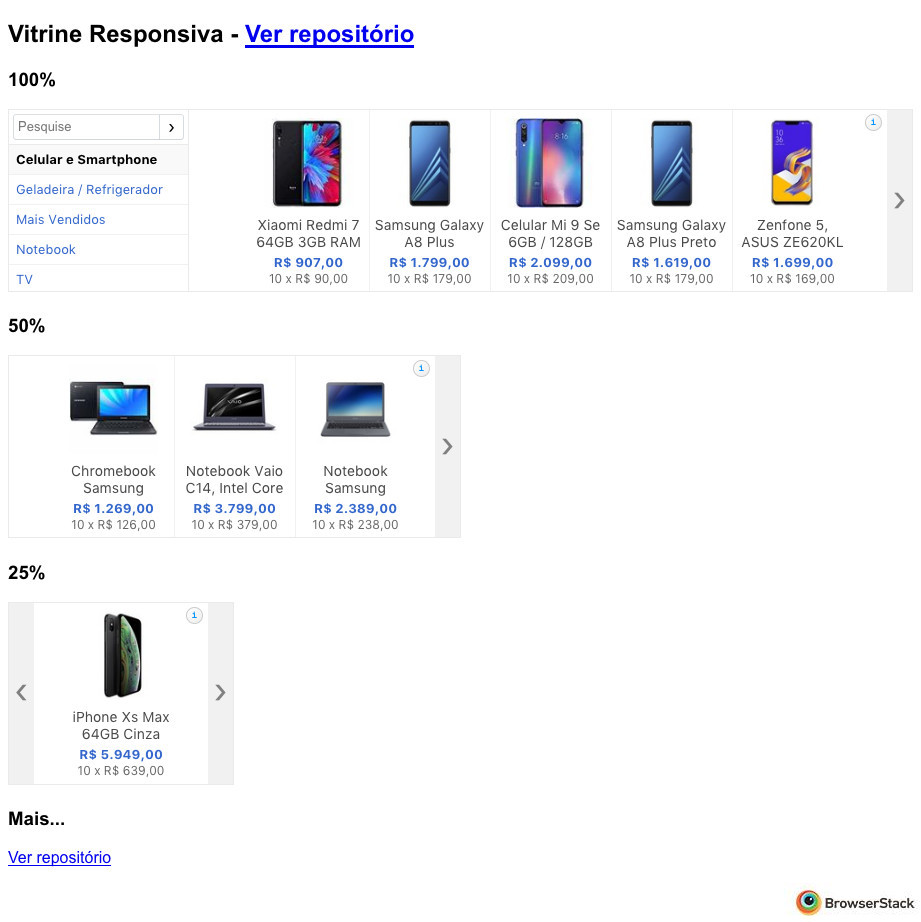 Vitrine Responsiva - Ver repositório
100%
Pesquise
Celular e Smartphone
Geladeira / Refrigerador
Mais Vendidos
Notebook
TV
Xiaomi Redmi 7
64GB 3GB RAM
R$ 907,00
10 x R$ 90,00
Samsung Galaxy
A8 Plus
R$ 1.799,00
10 x R$ 179,00
Celular Mi 9 Se
6GB / 128GB
R$ 2.099,00
10 x R$ 209,00
Samsung Galaxy
A8 Plus Preto
R$ 1.619,00
10 x R$ 179,00
Zenfone 5,
ASUS ZE620KL
R$ 1.699,00
10 x R$ 169,00
50%
Chromebook
Samsung
R$ 1.269,00
10 x R$ 126,00
Notebook Vaio
C14, Intel Core
R$ 3.799,00
10 x R$ 379,00
Notebook
Samsung
R$ 2.389,00
10 x R$ 238,00
25%
iPhone Xs Max
64GB Cinza
R$ 5.949,00
10 x R$ 639,00
Mais...
Ver repositório
BrowserStack